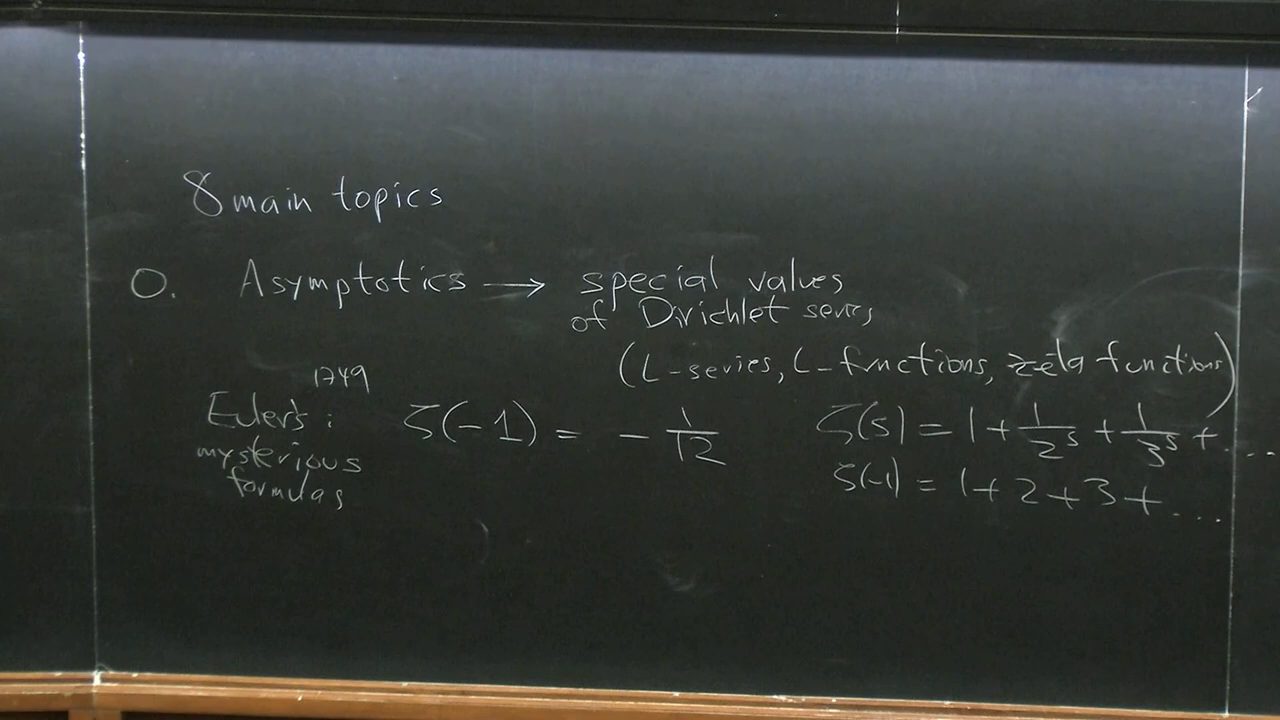 8 main topics
0. Asymptotics → special values
of Dirichlet series
(L-series, L-functions, zeta functions)
1749
Euler's: ζ(-1) = - 1/12 ζ(s) = 1 + 1/2^s + 1/3^s + ....
mysterious ζ(-1) = 1 + 2 + 3 + ....
formulas